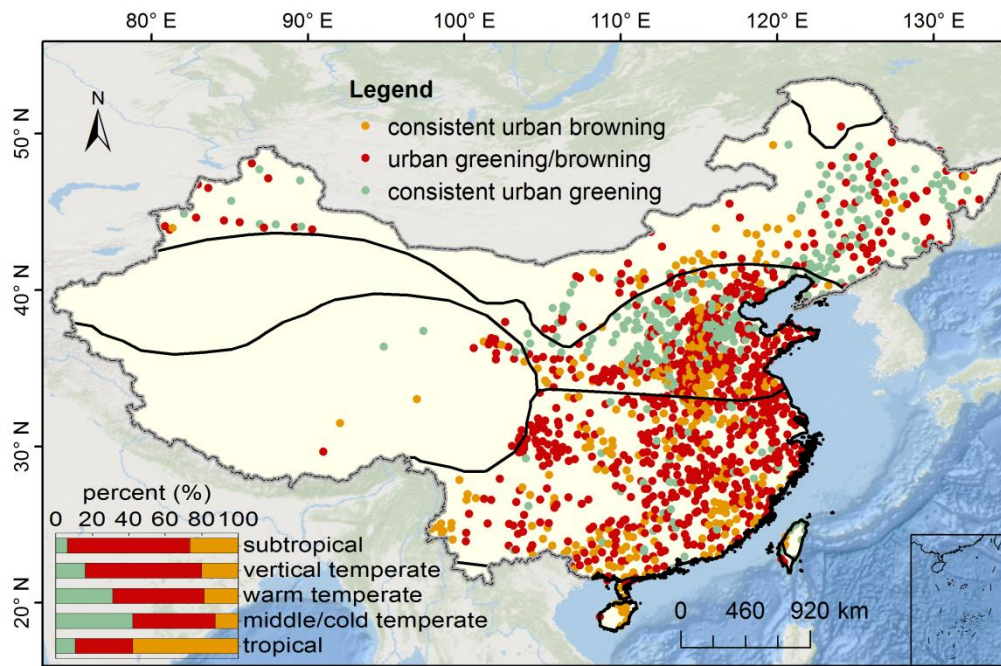 80° E 90° E 100° E 110° E 120° E 130° E
N
50° N
40° N
30° N
20° N
Legend
consistent urban browning
urban greening/browning
consistent urban greening
percent (%)
0 20 40 60 80 100
subtropical
vertical temperate
warm temperate
middle/cold temperate
tropical
0 460 920 km